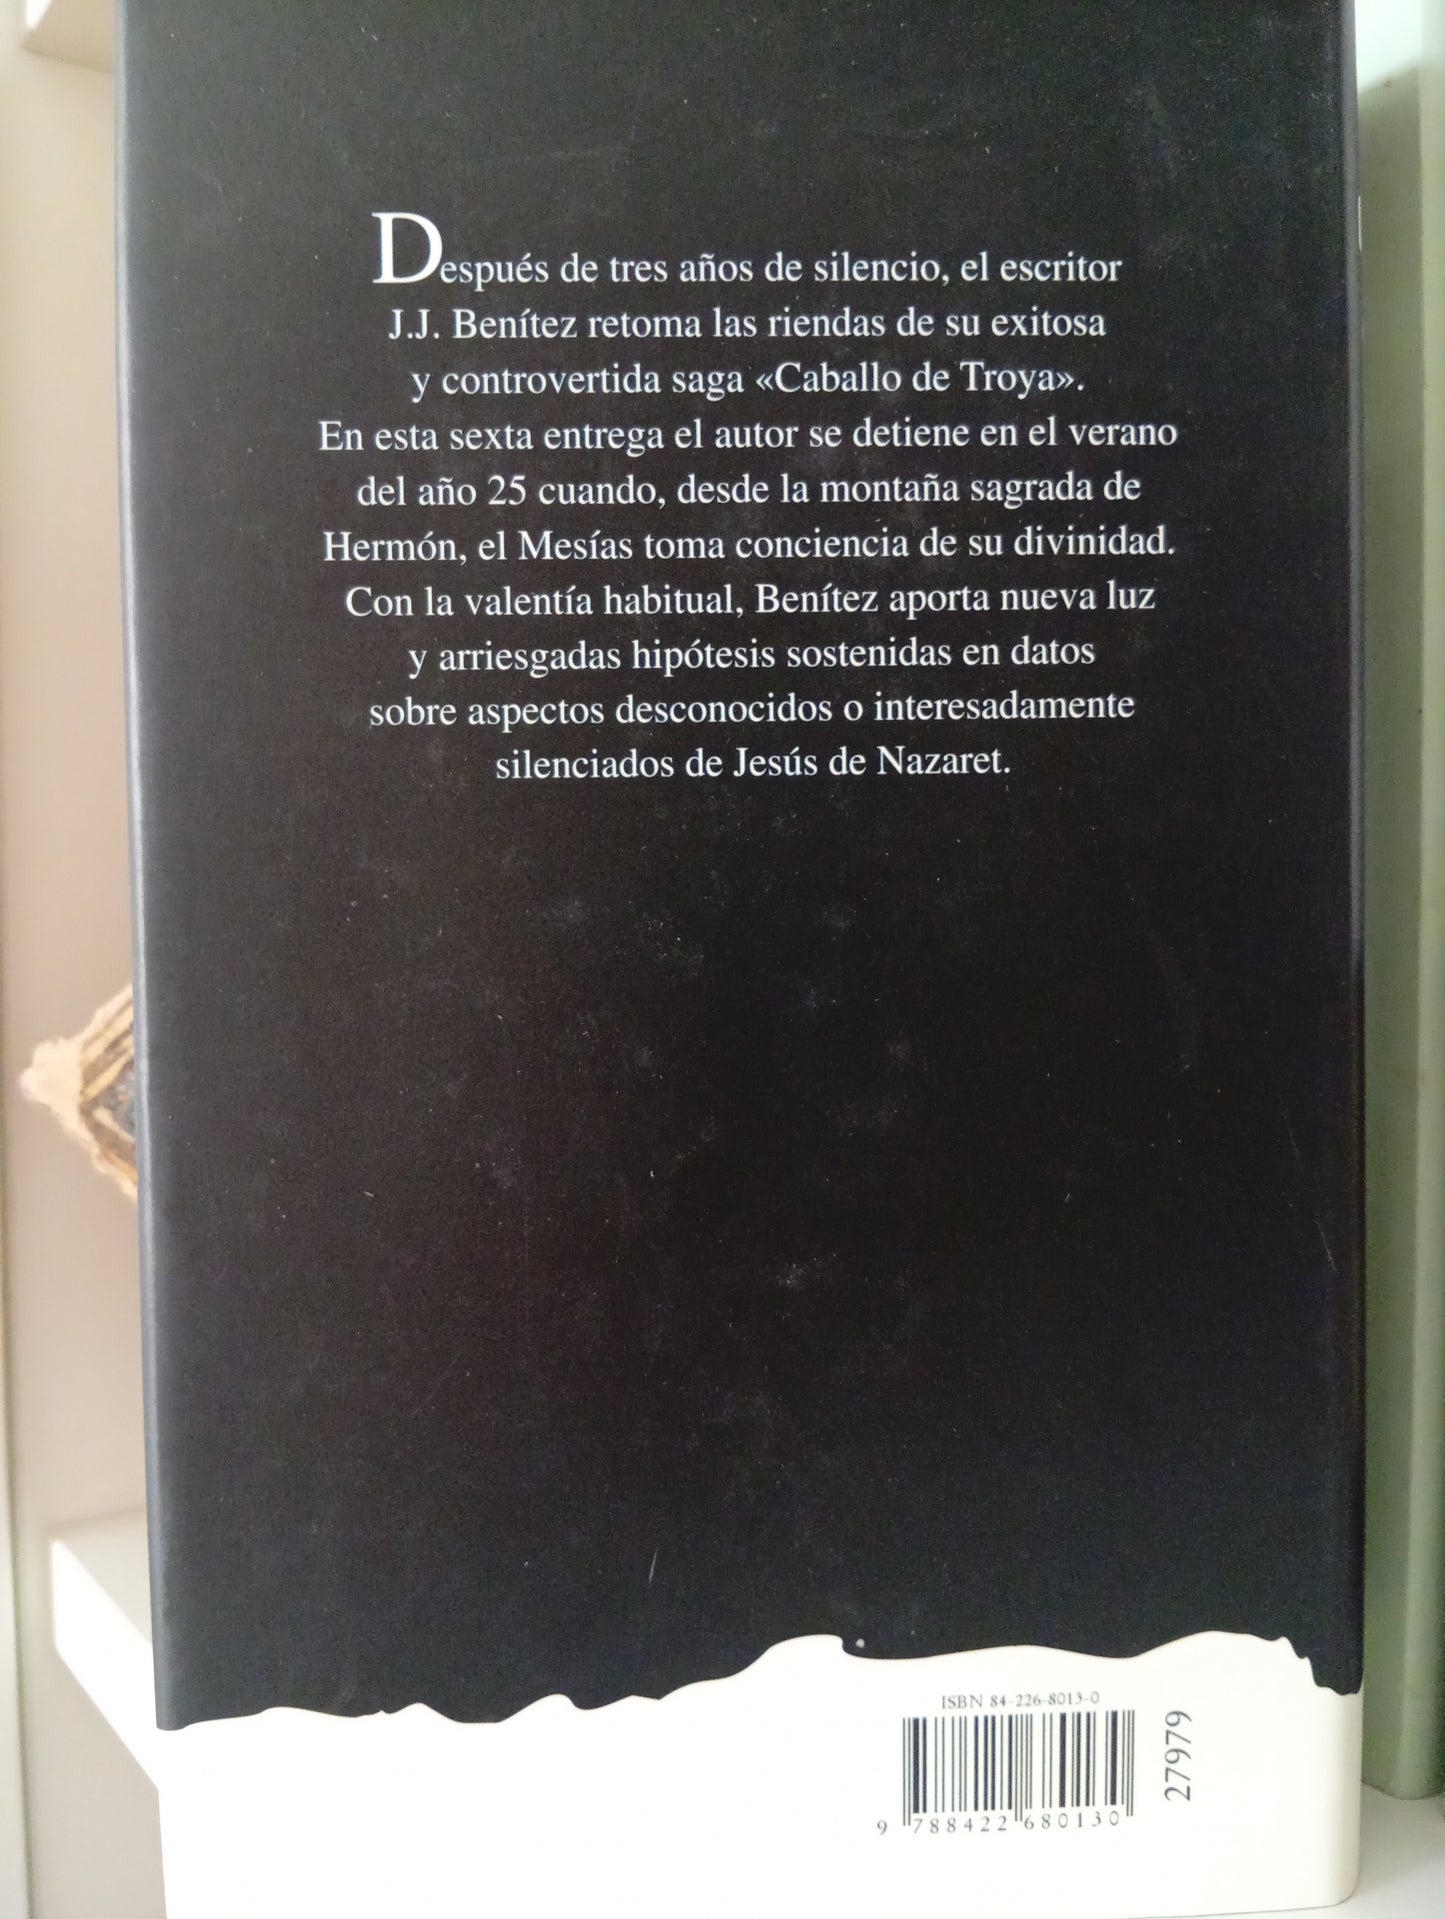 Después de tres años de silencio, el escritor
J.J. Benítez retoma las riendas de su exitosa
y controvertida saga «Caballo de Troya».
En esta sexta entrega el autor se detiene en el verano
del año 25 cuando, desde la montaña sagrada de
Hermón, el Mesías toma conciencia de su divinidad.
Con la valentía habitual, Benítez aporta nueva luz
y arriesgadas hipótesis sostenidas en datos
sobre aspectos desconocidos o interesadamente
silenciados de Jesús de Nazaret.
ISBN 84-226-8013-0
9 788422 680130
27979